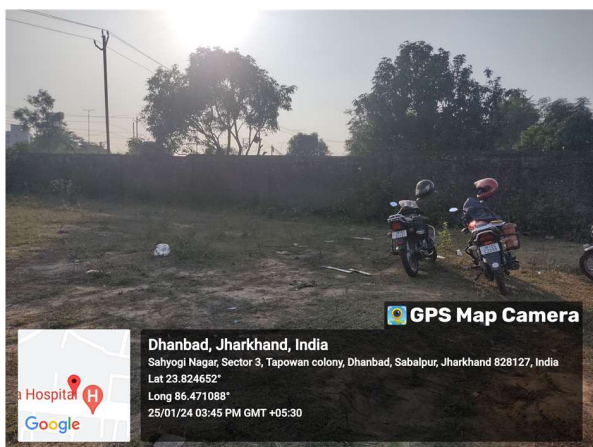 GPS Map Camera
Dhanbad, Jharkhand, India
Sahyogi Nagar, Sector 3, Tapowan colony, Dhanbad, Sabalpur, Jharkhand 828127, India
Lat 23.824652°
Long 86.471088°
25/01/24 03:45 PM GMT +05:30
a Hospital
H
Google